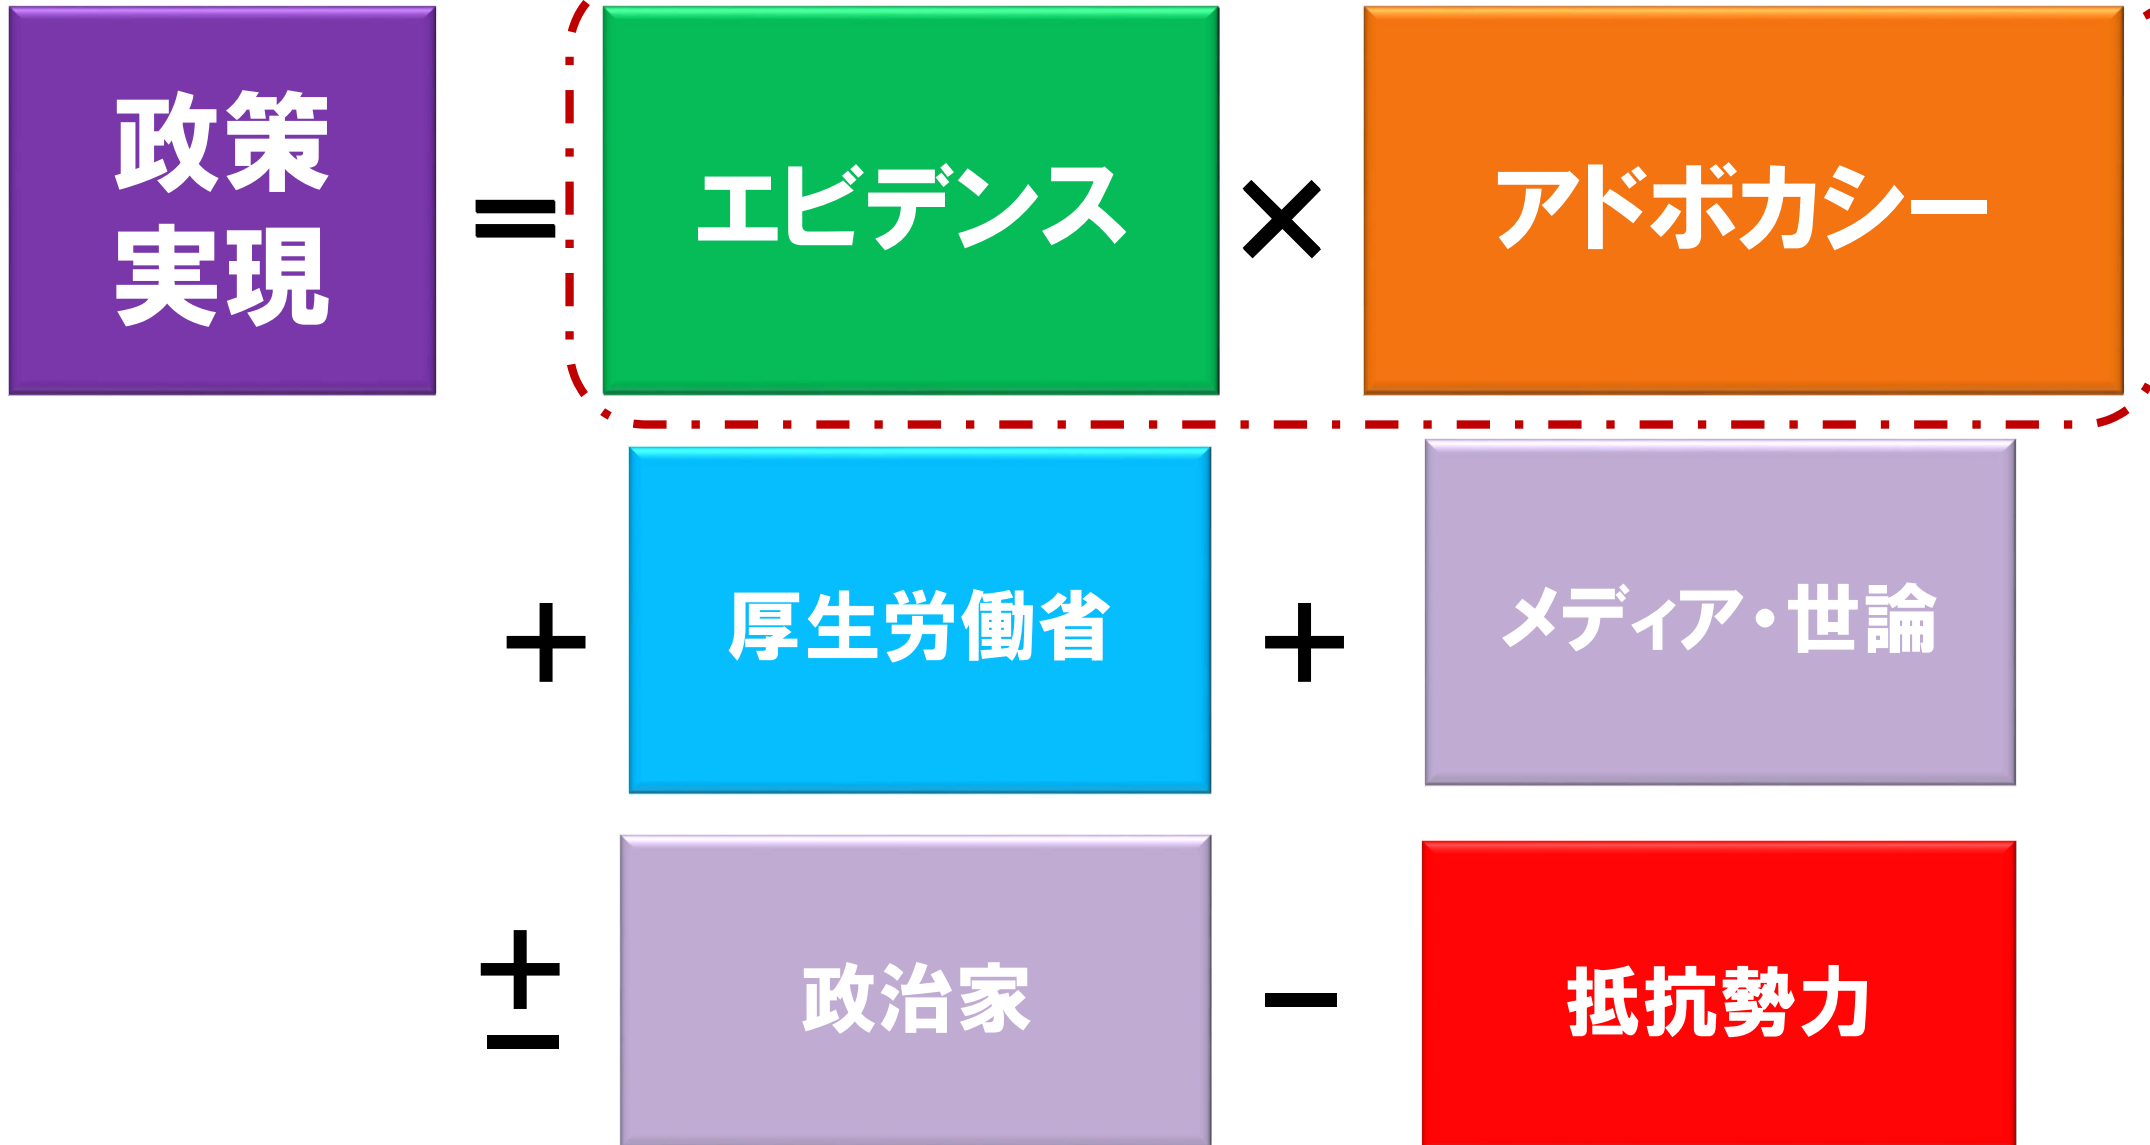 政策
実現
=
エビデンス
×
アドボカシー
+
厚生労働省
+
メディア・世論
±
政治家
−
抵抗勢力